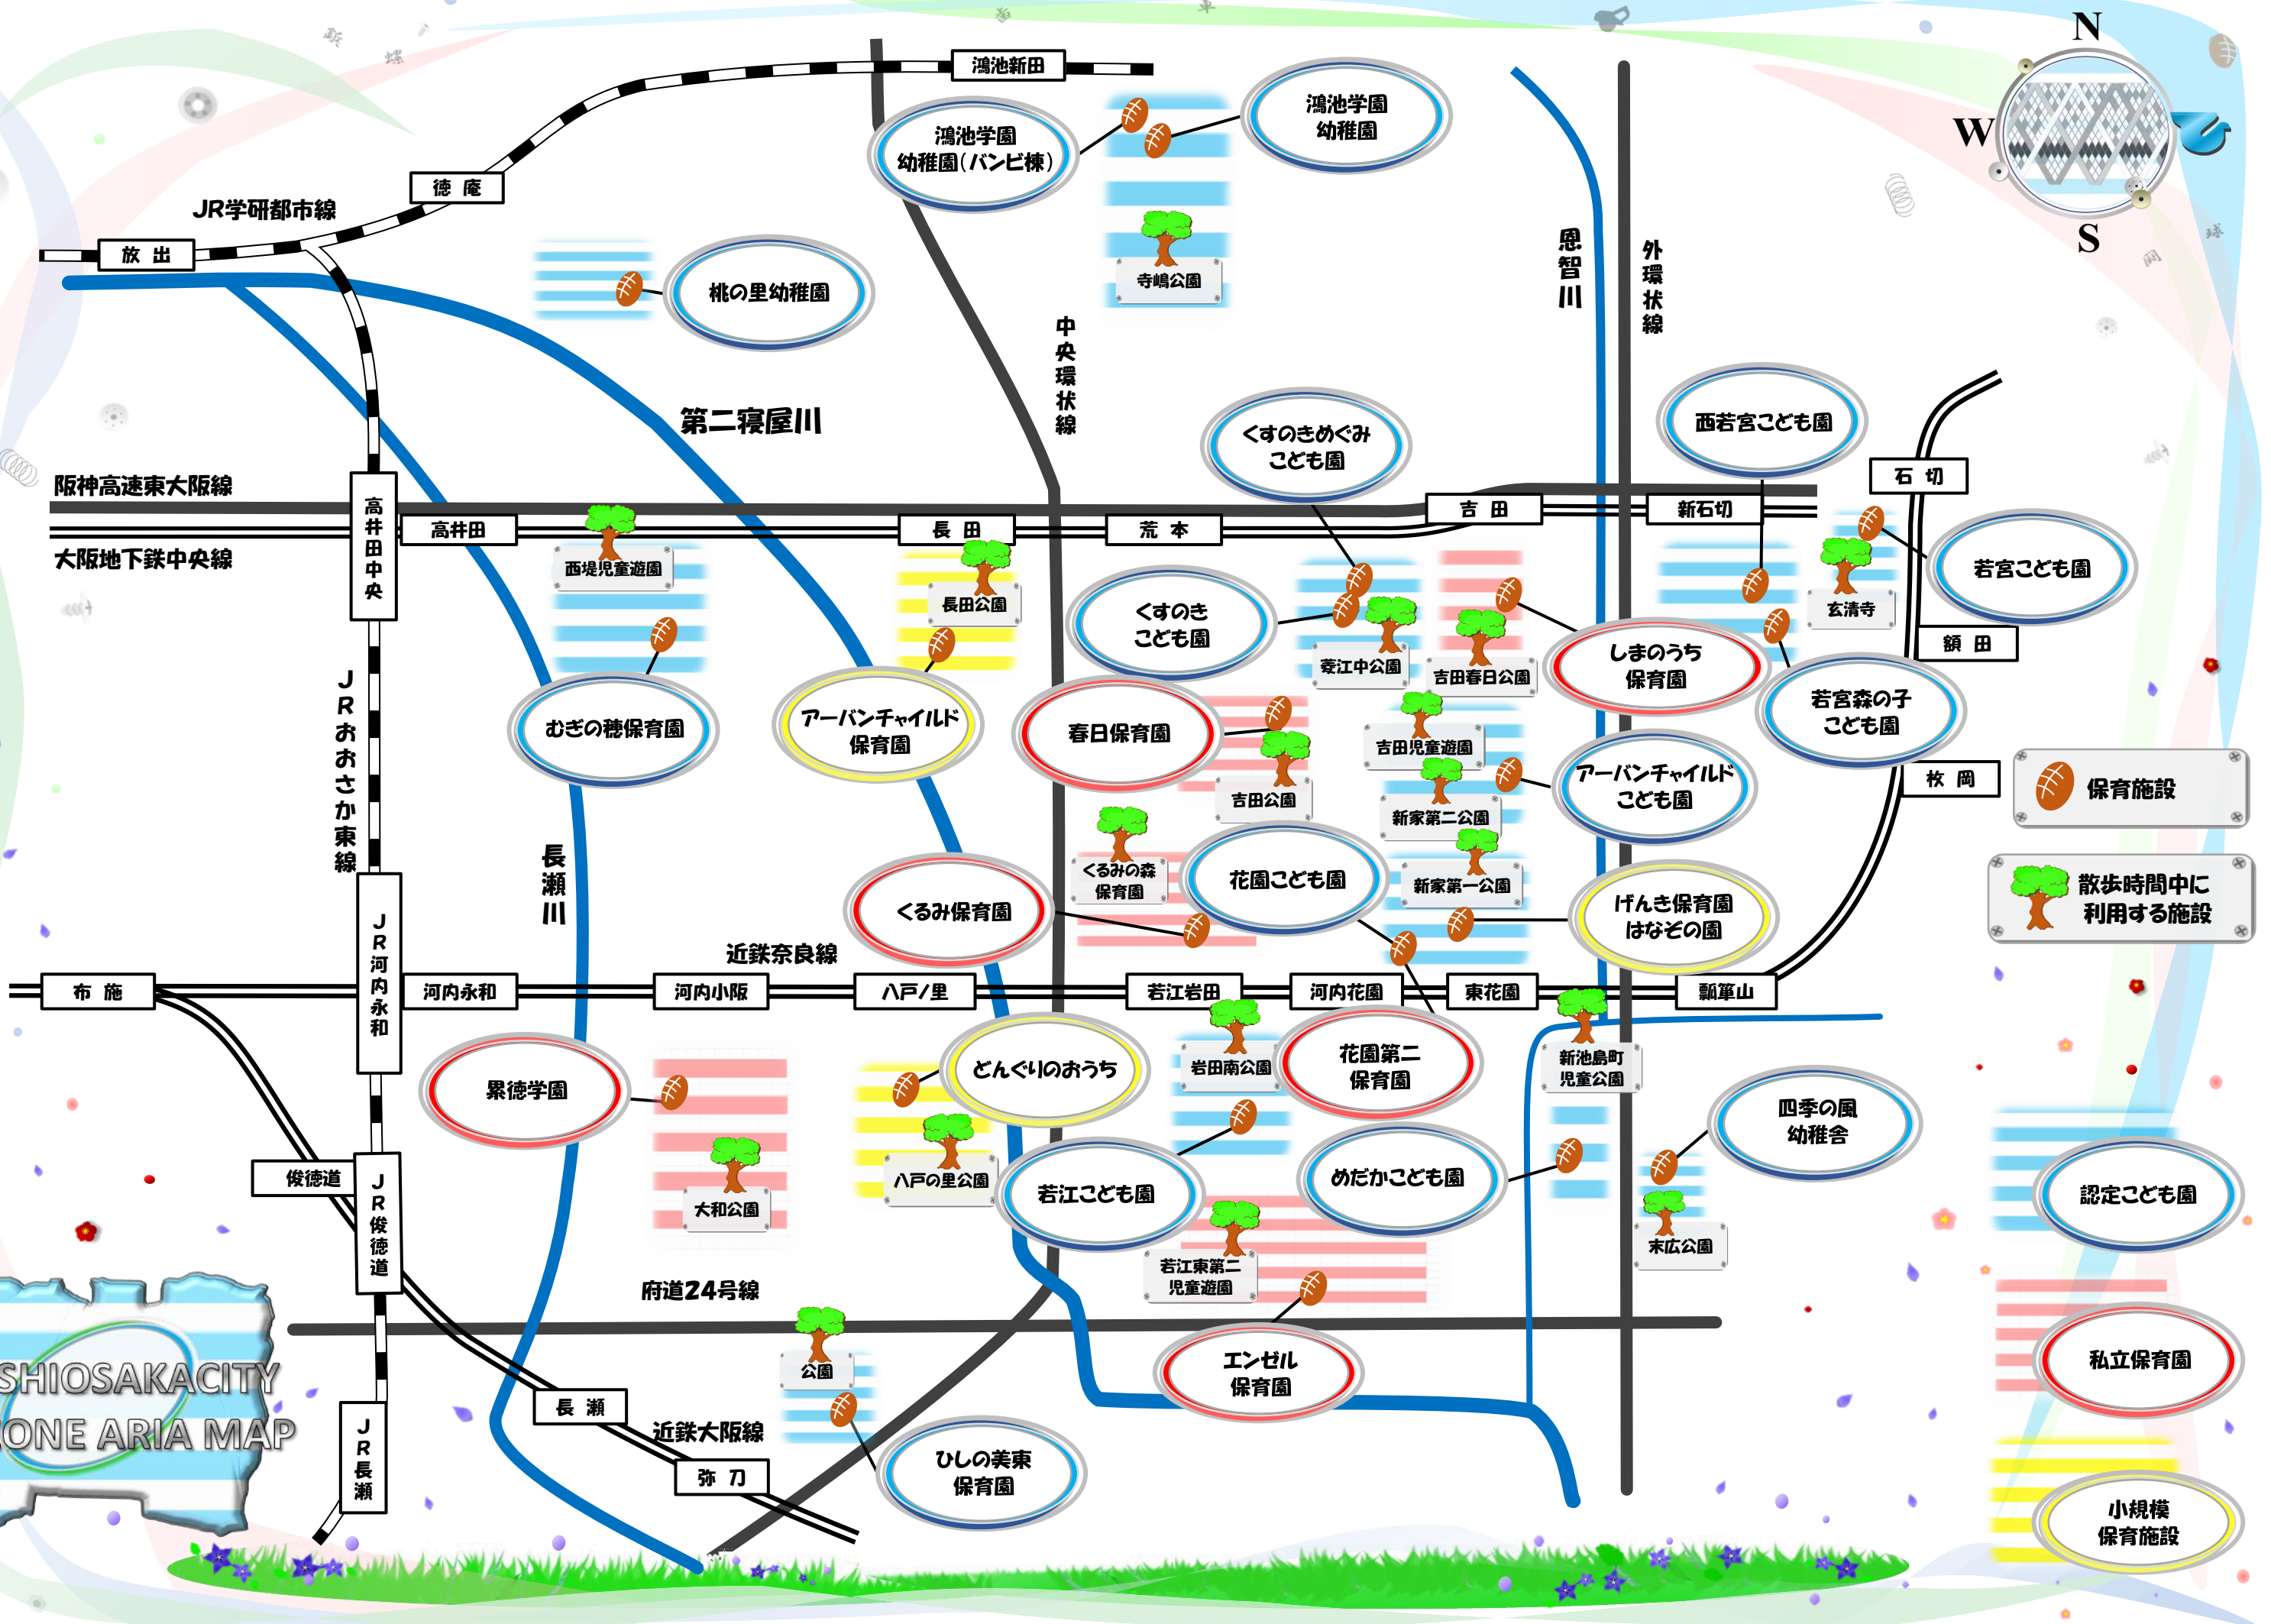 N
W
S
鴻池新田
鴻池学園
幼稚園(バンビ棟)
鴻池学園
幼稚園
徳庵
JR学研都市線
放出
寺嶋公園
桃の里幼稚園
恩智川
外環状線
中央環状線
第二寝屋川
くすのきめぐみ
こども園
西若宮こども園
石切
阪神高速東大阪線
大阪地下鉄中央線
高井田中央
高井田
長田
荒本
吉田
新石切
西堤児童遊園
長田公園
くすのき
こども園
菱江中公園
吉田春日公園
しまのうち
保育園
玄清寺
若宮こども園
額田
若宮森の子
こども園
枚岡
JRおおさか東線
むぎの穂保育園
アーバンチャイルド
保育園
春日保育園
吉田公園
吉田児童遊園
新家第二公園
アーバンチャイルド
こども園
保育施設
散歩時間中に
利用する施設
長瀬川
くるみ保育園
くるみの森
保育園
花園こども園
新家第一公園
げんき保育園
はなぞの園
近鉄奈良線
布施
JR河内永和
河内永和
河内小阪
八戸ノ里
若江岩田
河内花園
東花園
瓢箪山
累徳学園
どんぐりのおうち
岩田南公園
花園第二
保育園
新池島町
児童公園
四季の風
幼稚舎
俊徳道
JR俊徳道
大和公園
八戸の里公園
若江こども園
めだかこども園
末広公園
認定こども園
若江東第二
児童遊園
府道24号線
公園
エンゼル
保育園
私立保育園
SHIOSAKACITY
ONE ARIA MAP
JR長瀬
長瀬
近鉄大阪線
弥刀
ひしの美東
保育園
小規模
保育施設